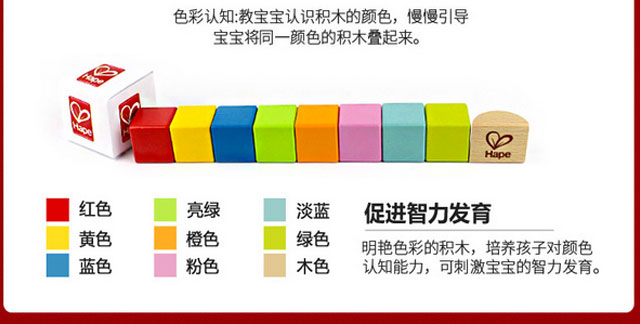 色彩认知:教宝宝认识积木的颜色，慢慢引导
宝宝将同一颜色的积木叠起来。
Hape
Hape
Hape
红色
亮绿
淡蓝
黄色
橙色
绿色
蓝色
粉色
木色
促进智力发育
明艳色彩的积木，培养孩子对颜色
认知能力，可刺激宝宝的智力发育。